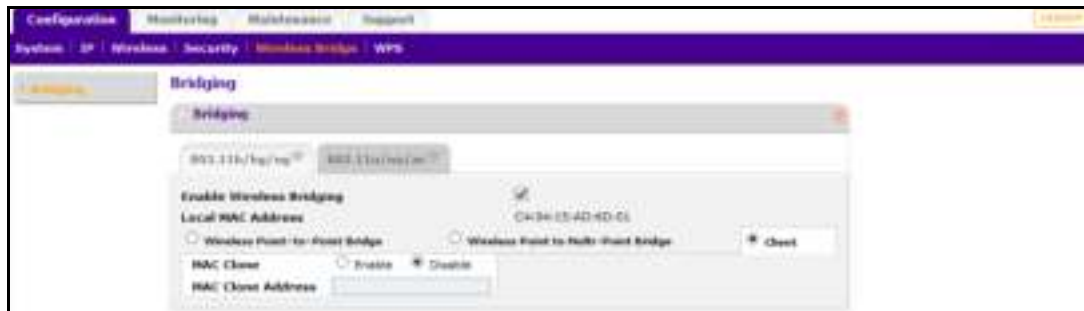 Configuration Monitoring Maintenance Support
System IP Wireless Security Wireless Bridge WPS
Bridging
Bridging
Bridging
Enable Wireless Bridging
Local MAC Address
Wireless Point-to-Point Bridge Wireless Point to Multi-Point Bridge Client
MAC Clone Enable Disable
MAC Clone Address